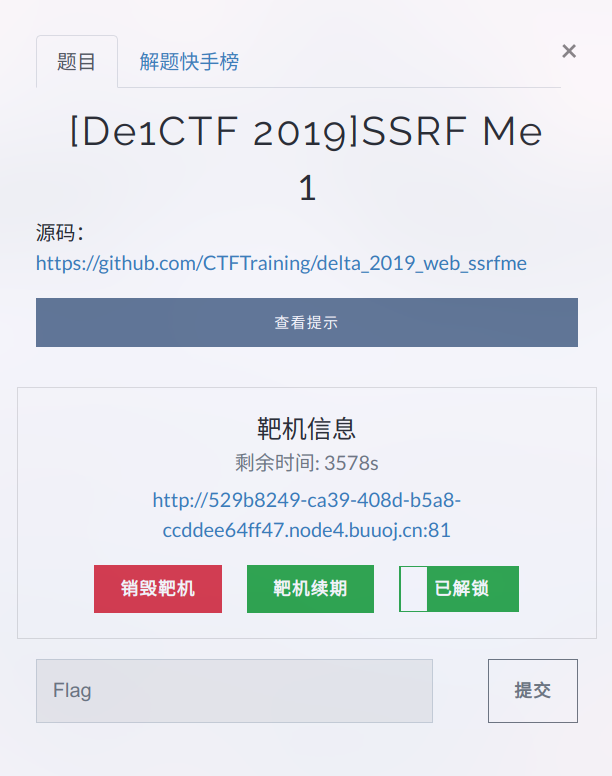 题目 解题快手榜 ×
[De1CTF 2019]SSRF Me
1
源码：
https://github.com/CTFTraining/delta_2019_web_ssrfme
查看提示
靶机信息
剩余时间: 3578s
http://529b8249-ca39-408d-b5a8-
ccddee64ff47.node4.buuoj.cn:81
销毁靶机 靶机续期 已解锁
Flag 提交